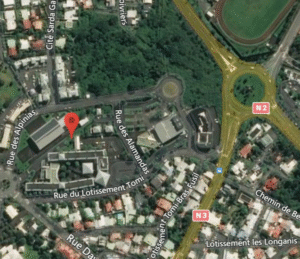 Cité Sarda Ga
N2
Rue des Alpinias
Rue des Alamandas
Rue du Lotissement Tomi
N3
Chemin de Be
Lotissement les Longanis
Rue Da